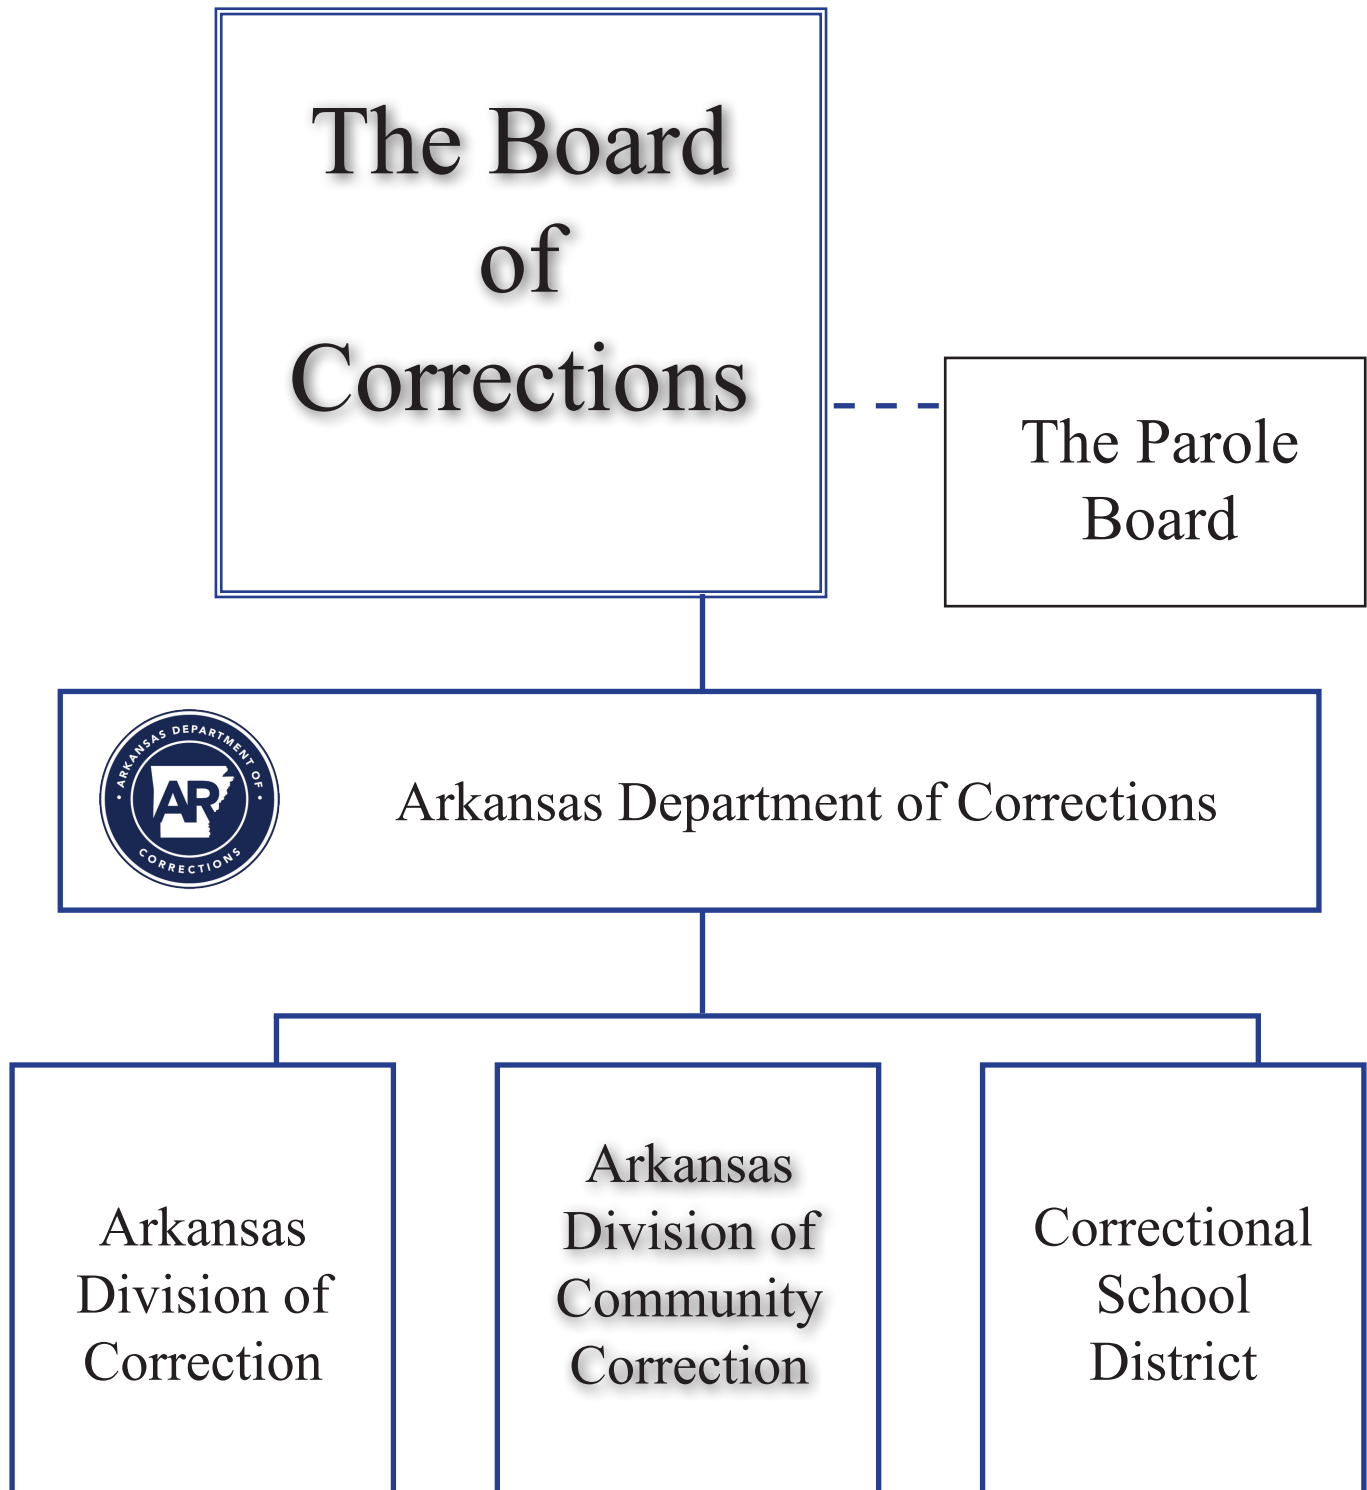 The Board
of
Corrections
The Parole
Board
ARKANSAS DEPARTMENT OF
AR
CORRECTIONS
Arkansas Department of Corrections
Arkansas
Division of
Correction
Arkansas
Division of
Community
Correction
Correctional
School
District